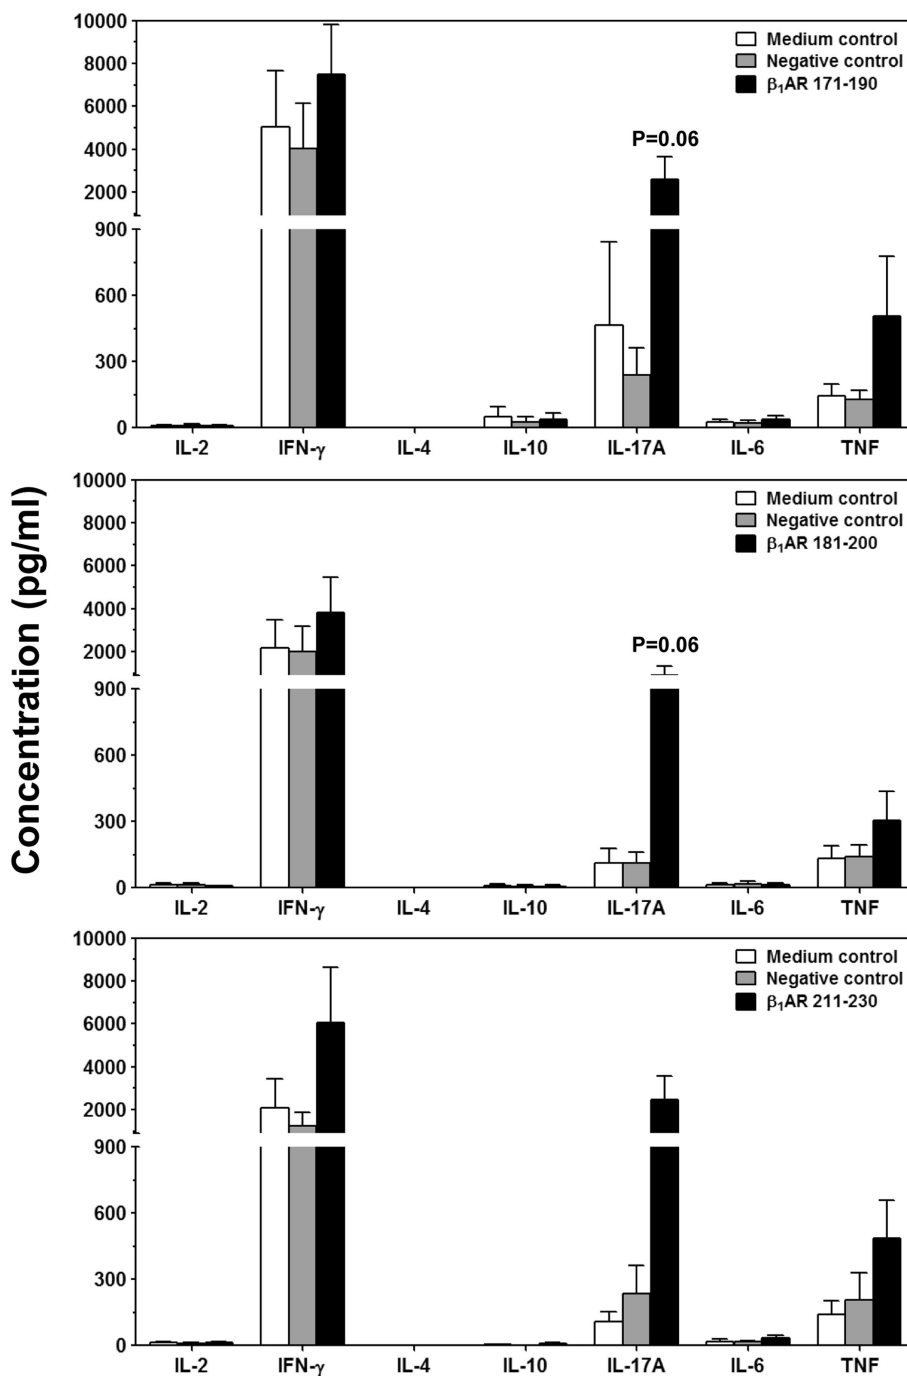 Concentration (pg/ml)
10000
8000
6000
4000
2000
900
600
300
0
Medium control
Negative control
β₁AR 171-190
P=0.06
IL-2 IFN-γ IL-4 IL-10 IL-17A IL-6 TNF
10000
8000
6000
4000
2000
900
600
300
0
Medium control
Negative control
β₁AR 181-200
P=0.06
IL-2 IFN-γ IL-4 IL-10 IL-17A IL-6 TNF
10000
8000
6000
4000
2000
900
600
300
0
Medium control
Negative control
β₁AR 211-230
IL-2 IFN-γ IL-4 IL-10 IL-17A IL-6 TNF